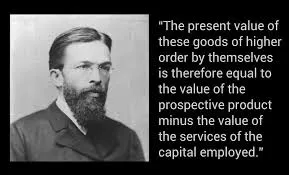 "The present value of
these goods of higher
order by themselves
is therefore equal to
the value of the
prospective product
minus the value of
the services of the
capital employed."